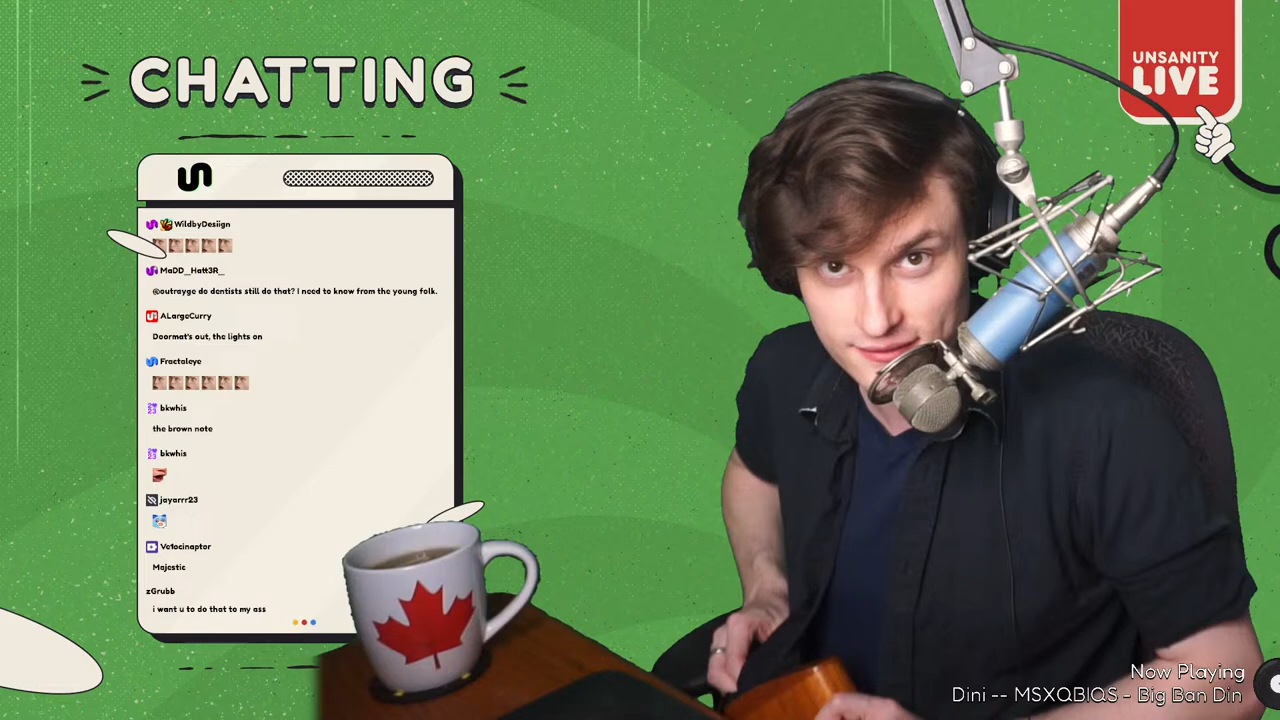 CHATTING
UNSANITY
LIVE
WildbyDesiign
MaDD_Hatt3R_
@outrayge do dentists still do that? I need to know from the young folk.
ALargeCurry
Doormat's out, the lights on
Fractaleye
bkwhis
the brown note
bkwhis
jayarrr23
Ve1ocinaptor
Majestic
zGrubb
i want u to do that to my ass
Now Playing
Dini -- MSXQBIQS - Big Ban Din